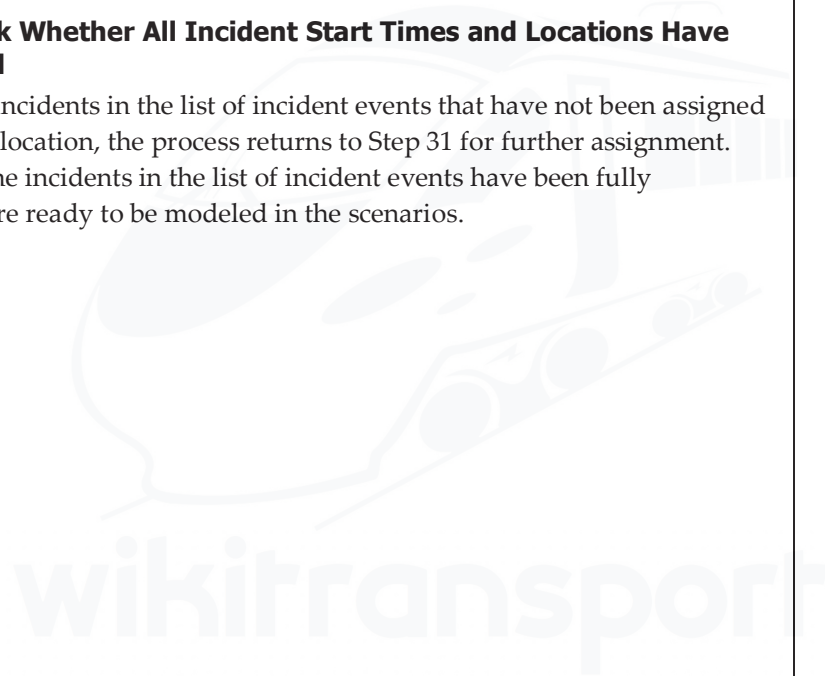 k Whether All Incident Start Times and Locations Have
d
incidents in the list of incident events that have not been assigned
location, the process returns to Step 31 for further assignment.
he incidents in the list of incident events have been fully
re ready to be modeled in the scenarios.
wikitransport